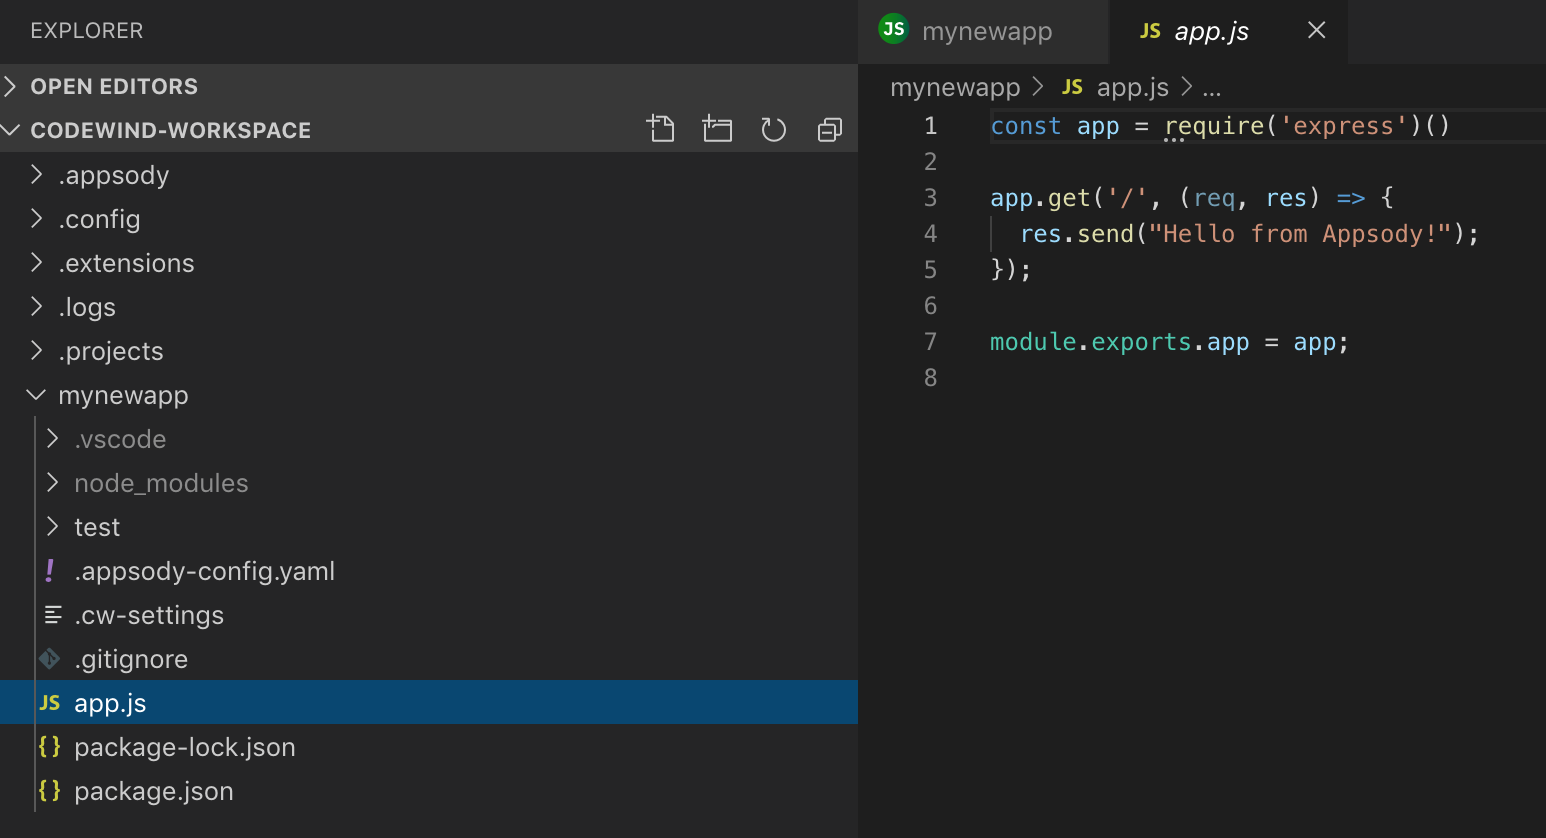 EXPLORER
OPEN EDITORS
CODEWIND-WORKSPACE
.appsody
.config
.extensions
.logs
.projects
mynewapp
.vscode
node_modules
test
! .appsody-config.yaml
.cw-settings
.gitignore
JS app.js
{} package-lock.json
{} package.json
JS mynewapp
JS app.js
mynewapp > JS app.js > ...
1 const app = require('express')()
2
3 app.get('/', (req, res) => {
4   res.send("Hello from Appsody!");
5 });
6
7 module.exports.app = app;
8